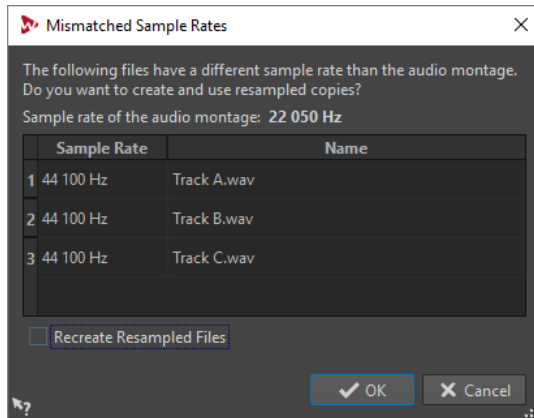 Mismatched Sample Rates
The following files have a different sample rate than the audio montage.
Do you want to create and use resampled copies?
Sample rate of the audio montage: 22 050 Hz
Sample Rate Name
1 44 100 Hz Track A.wav
2 44 100 Hz Track B.wav
3 44 100 Hz Track C.wav
Recreate Resampled Files
OK Cancel
?